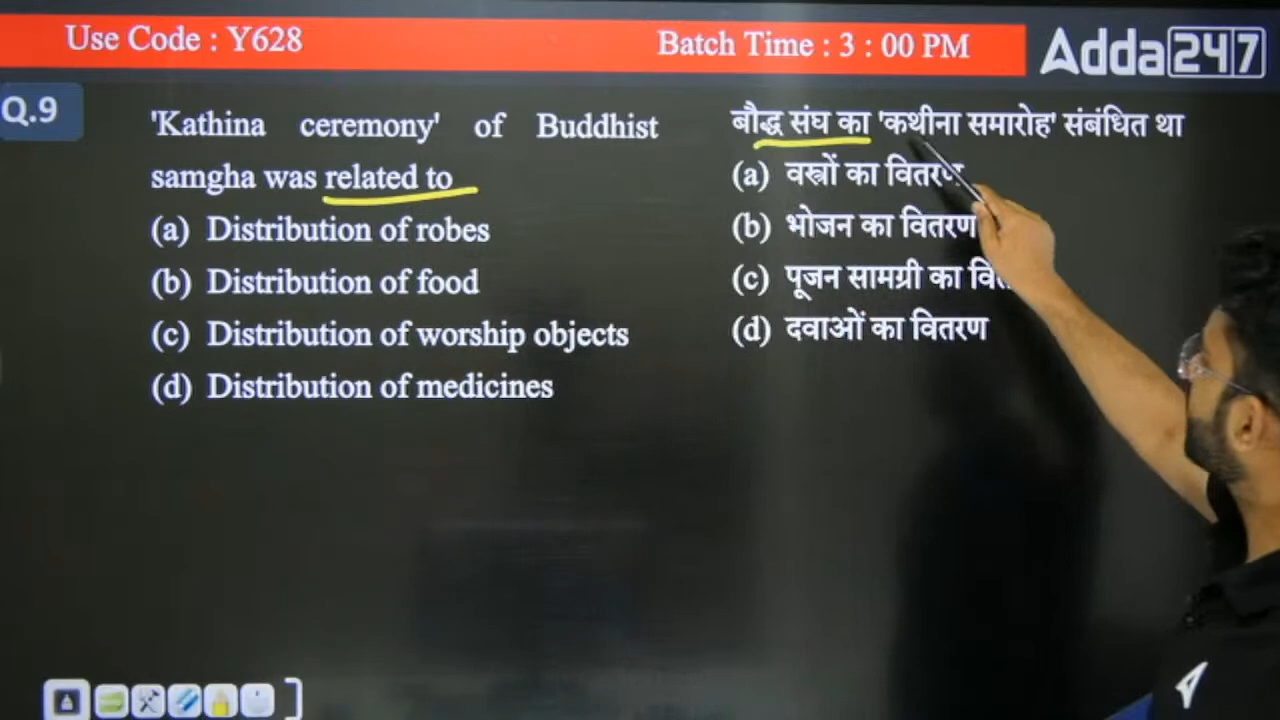 Use Code : Y628
Batch Time : 3 : 00 PM
Adda247
Q.9
'Kathina ceremony' of Buddhist
samgha was related to
(a) Distribution of robes
(b) Distribution of food
(c) Distribution of worship objects
(d) Distribution of medicines
बौद्ध संघ का 'कथीना समारोह' संबंधित था
(a) वस्त्रों का वितरण
(b) भोजन का वितरण
(c) पूजन सामग्री का
(d) दवाओं का वितरण